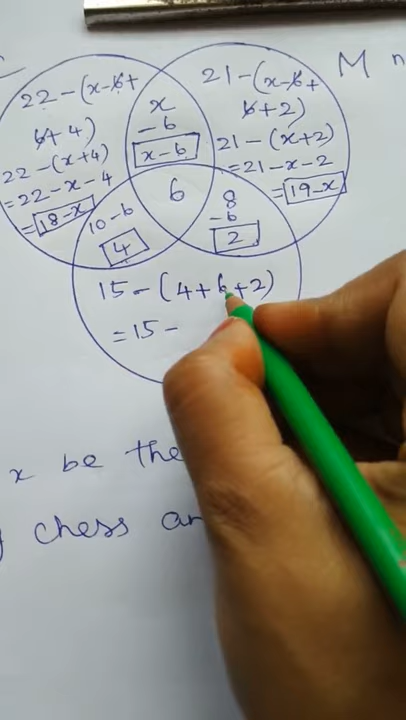 22 - (x-6+
6+4)
22 - (x+4)
= 22 - x - 4
= 18-x
x
- 6
x-6
21 - (x-6+
6+2)
21 - (x+2)
= 21 - x - 2
= 19-x
M
6
10-6
4
8
-6
2
15 - (4+6+2)
= 15 -
x be the
chess